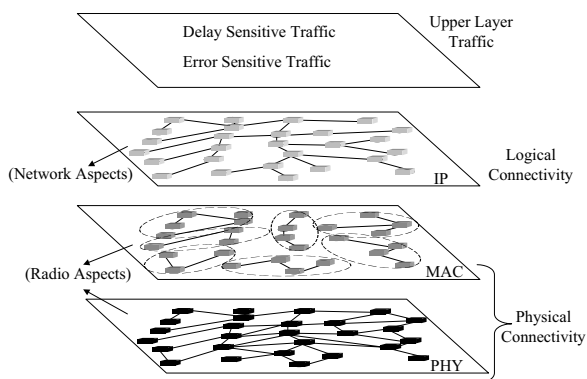 Delay Sensitive Traffic
Error Sensitive Traffic
Upper Layer
Traffic
(Network Aspects)
IP
Logical
Connectivity
(Radio Aspects)
MAC
PHY
Physical
Connectivity